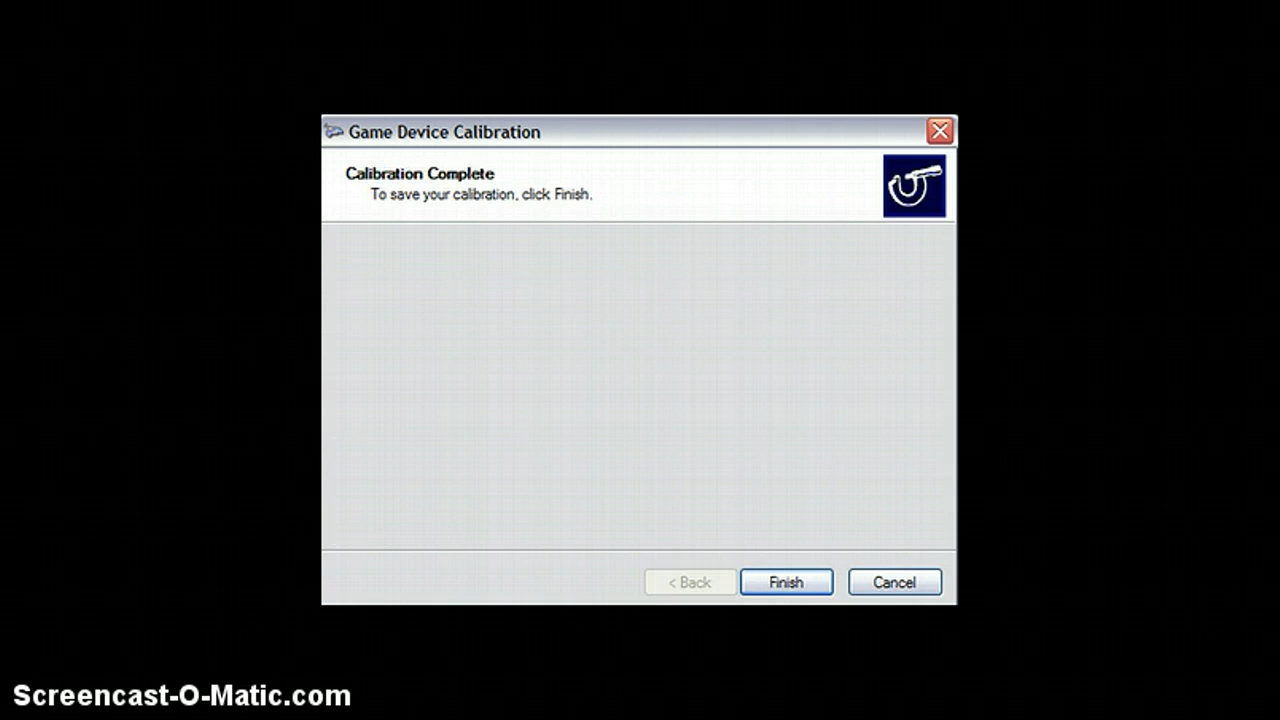 Game Device Calibration
Calibration Complete
To save your calibration, click Finish.
< Back
Finish
Cancel
Screencast-O-Matic.com